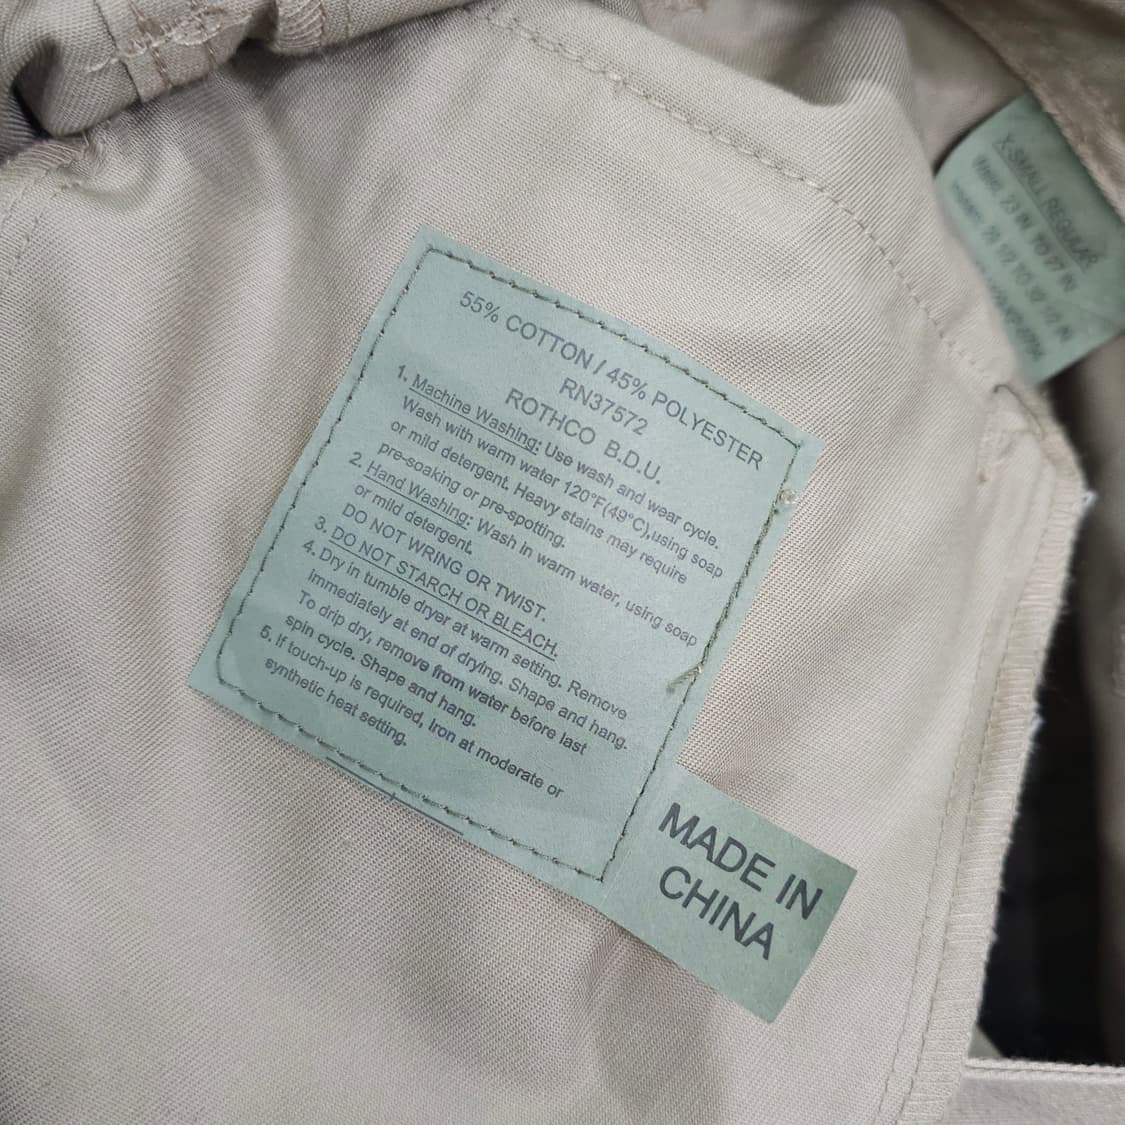 55% COTTON / 45% POLYESTER
RN37572
ROTHCO B.D.U.
1. Machine Washing: Use wash and wear cycle.
Wash with warm water 120°F(49°C),using soap
or mild detergent. Heavy stains may require
pre-soaking or pre-spotting.
2. Hand Washing: Wash in warm water, using soap
or mild detergent.
DO NOT WRING OR TWIST.
3. DO NOT STARCH OR BLEACH.
4. Dry in tumble dryer at warm setting. Remove
immediately at end of drying. Shape and hang.
To drip dry, remove from water before last
spin cycle. Shape and hang.
5. If touch-up is required, Iron at moderate or
synthetic heat setting.
MADE IN
CHINA
X-SMALL REGULAR
23 IN TO 27 IN